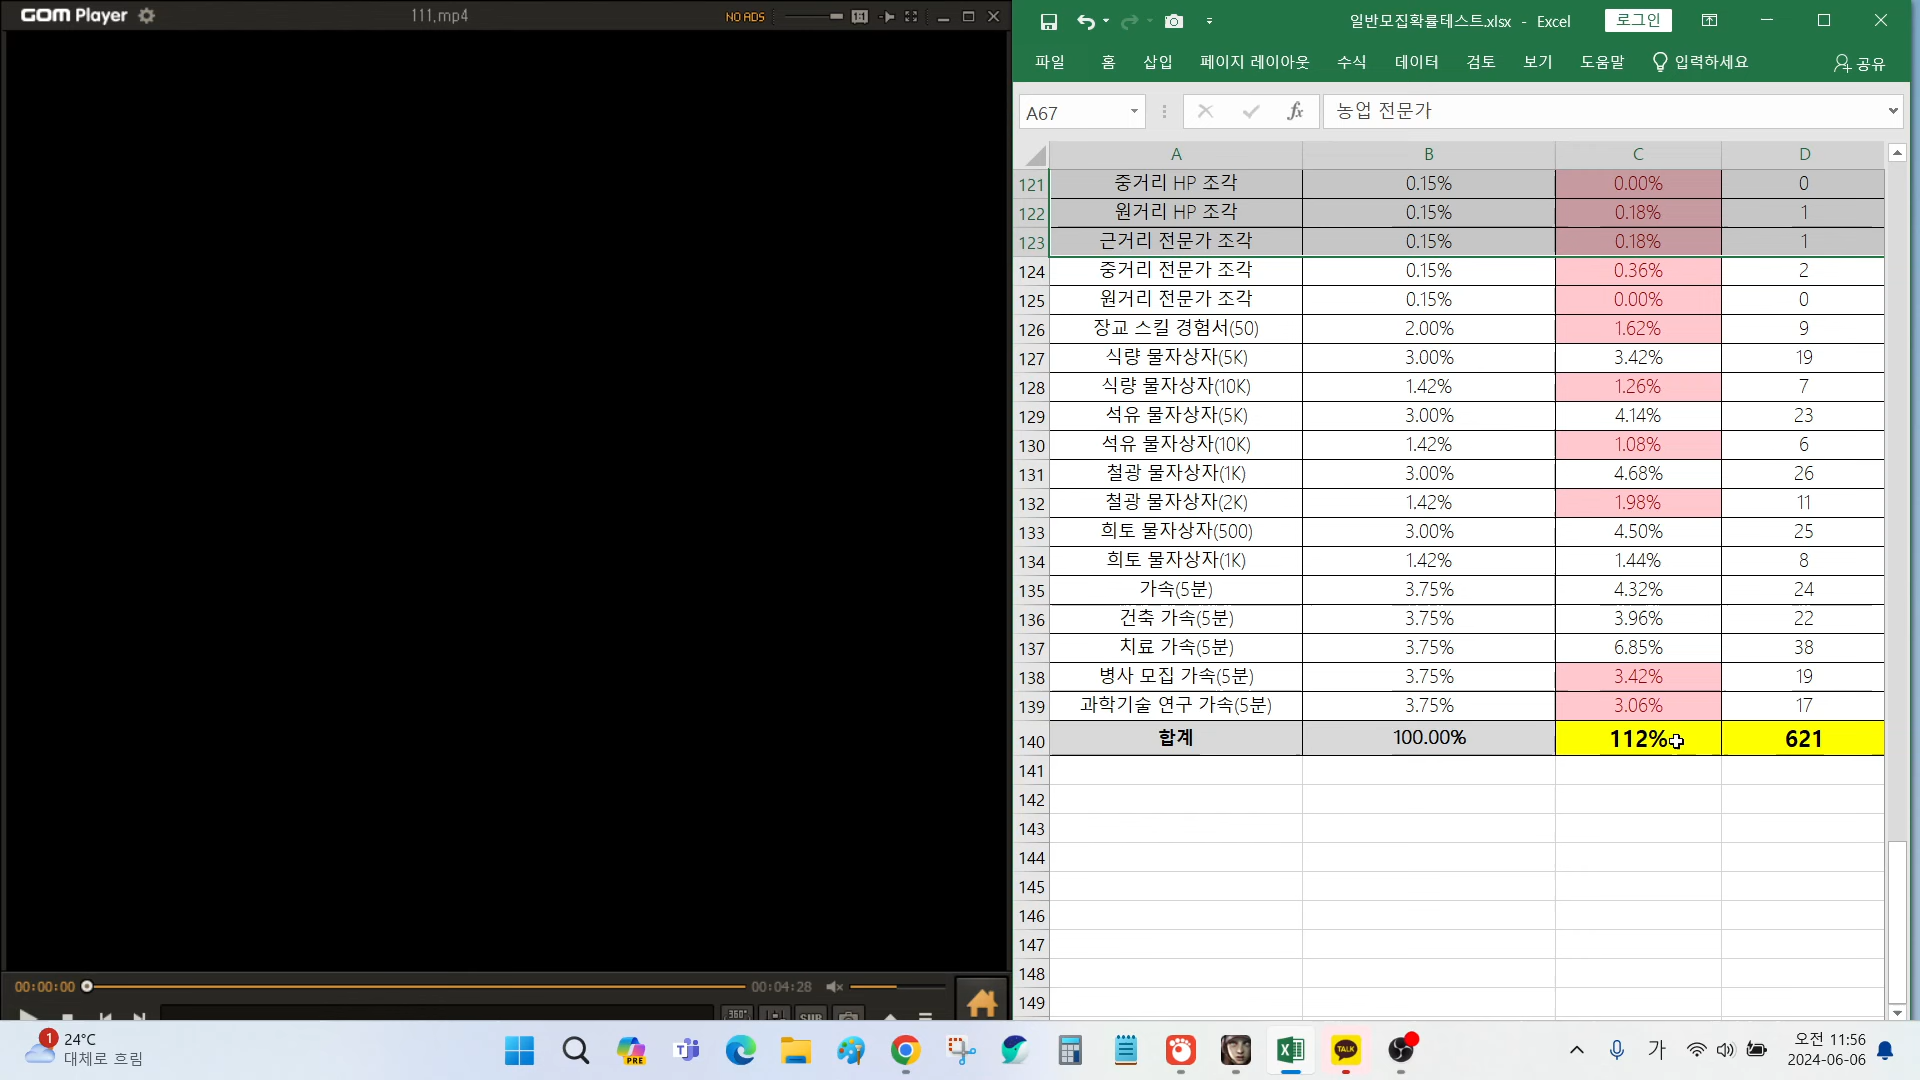 GOM Player
111.mp4
NO ADS
1:1
일반모집확률테스트.xlsx - Excel
로그인
파일 홈 삽입 페이지 레이아웃 수식 데이터 검토 보기 도움말 입력하세요 공유
A67
fx
농업 전문가
A B C D
121 중거리 HP 조각 0.15% 0.00% 0
122 원거리 HP 조각 0.15% 0.18% 1
123 근거리 전문가 조각 0.15% 0.18% 1
124 중거리 전문가 조각 0.15% 0.36% 2
125 원거리 전문가 조각 0.15% 0.00% 0
126 장교 스킬 경험서(50) 2.00% 1.62% 9
127 식량 물자상자(5K) 3.00% 3.42% 19
128 식량 물자상자(10K) 1.42% 1.26% 7
129 석유 물자상자(5K) 3.00% 4.14% 23
130 석유 물자상자(10K) 1.42% 1.08% 6
131 철광 물자상자(1K) 3.00% 4.68% 26
132 철광 물자상자(2K) 1.42% 1.98% 11
133 희토 물자상자(500) 3.00% 4.50% 25
134 희토 물자상자(1K) 1.42% 1.44% 8
135 가속(5분) 3.75% 4.32% 24
136 건축 가속(5분) 3.75% 3.96% 22
137 치료 가속(5분) 3.75% 6.85% 38
138 병사 모집 가속(5분) 3.75% 3.42% 19
139 과학기술 연구 가속(5분) 3.75% 3.06% 17
140 합계 100.00% 112% 621
141
142
143
144
145
146
147
148
149
00:00:00
00:04:28
360°
SUB
1
24°C
대체로 흐림
PRE
TALK
가
오전 11:56
2024-06-06